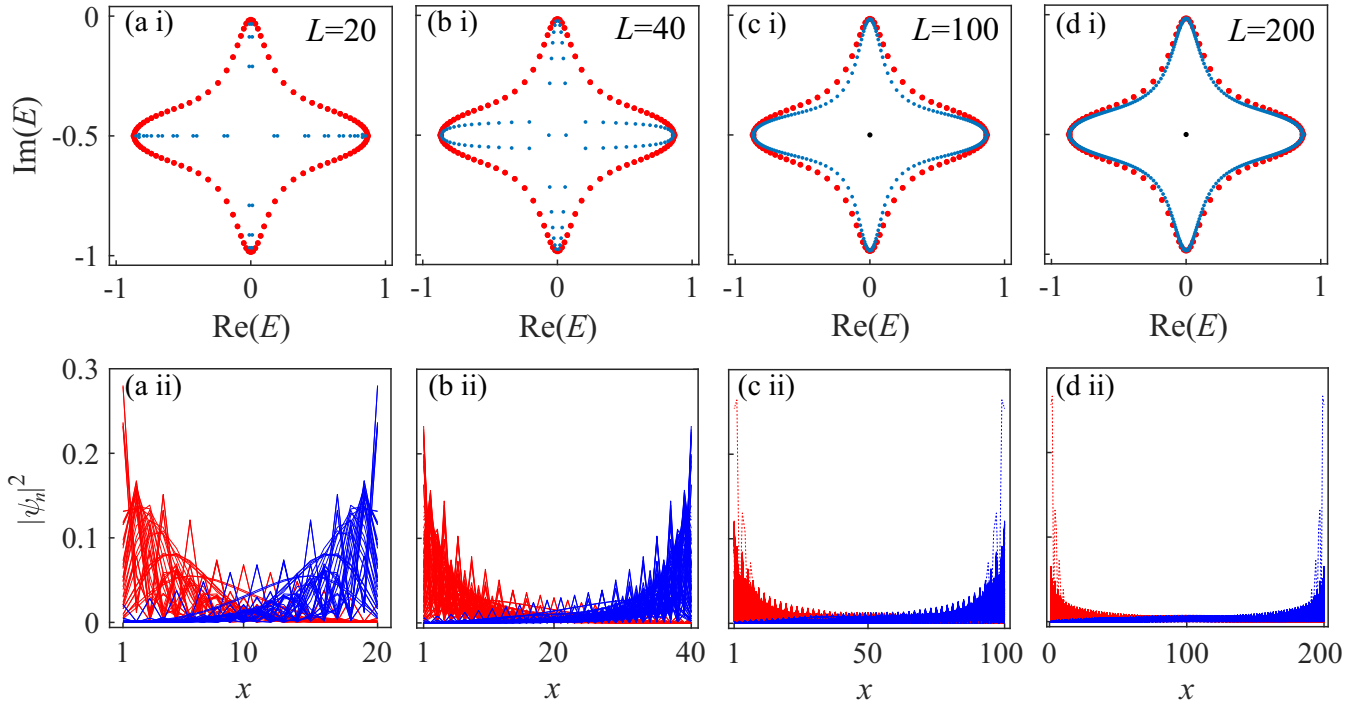 (a i) L=20
(b i) L=40
(c i) L=100
(d i) L=200
Im(E)
0
-0.5
-1
-1 0 1
-1 0 1
-1 0 1
-1 0 1
Re(E)
Re(E)
Re(E)
Re(E)
(a ii)
(b ii)
(c ii)
(d ii)
|ψn|2
0.3
0.2
0.1
0
1 10 20
1 20 40
1 50 100
0 100 200
x
x
x
x